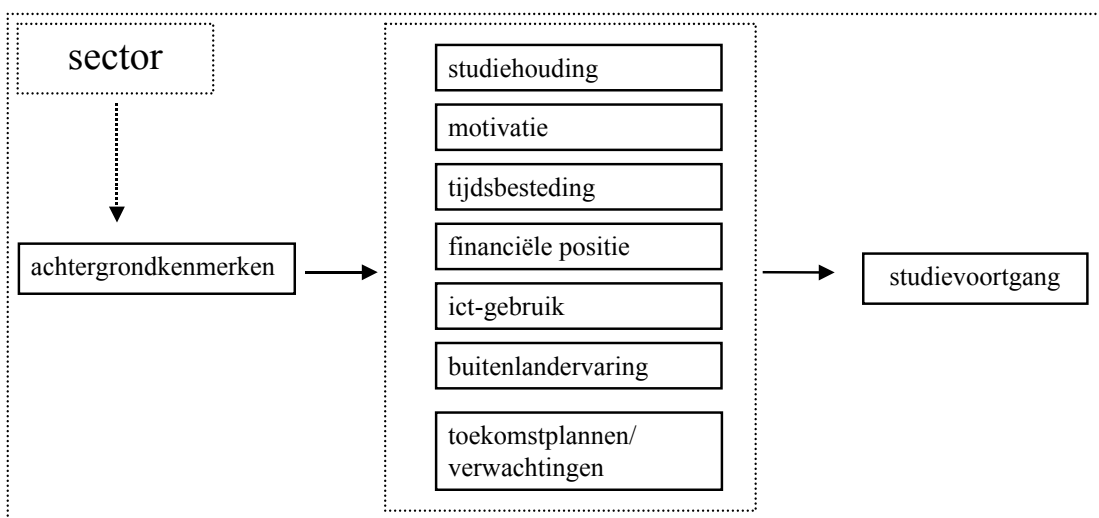 sector
achtergrondkenmerken
studiehouding
motivatie
tijdsbesteding
financiële positie
ict-gebruik
buitenlandervaring
toekomstplannen/
verwachtingen
studievoortgang